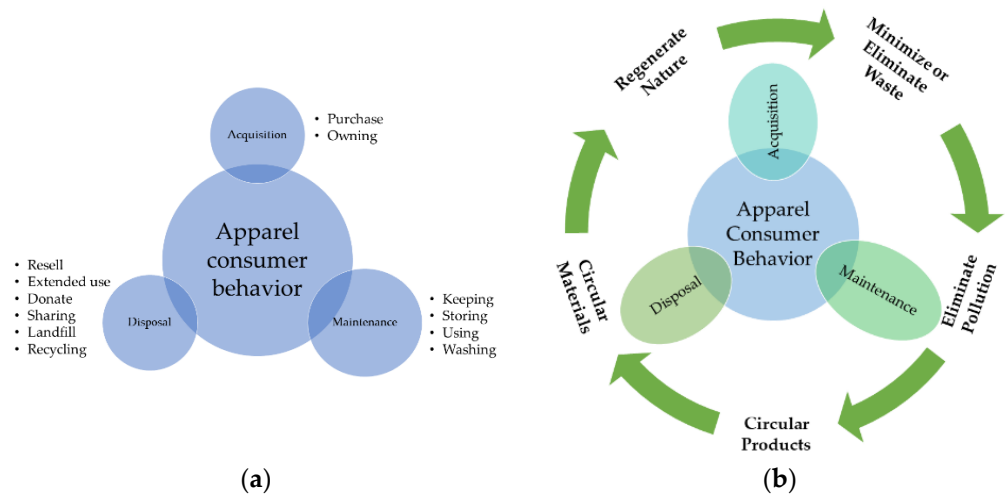 Acquisition
• Purchase
• Owning
Apparel
consumer
behavior
• Resell
• Extended use
• Donate
• Sharing
• Landfill
• Recycling
Disposal
Maintenance
• Keeping
• Storing
• Using
• Washing
(a)
Regenerate
Nature
Minimize or
Eliminate
Waste
Acquisition
Apparel
Consumer
Behavior
Disposal
Maintenance
Circular
Materials
Eliminate
Pollution
Circular
Products
(b)